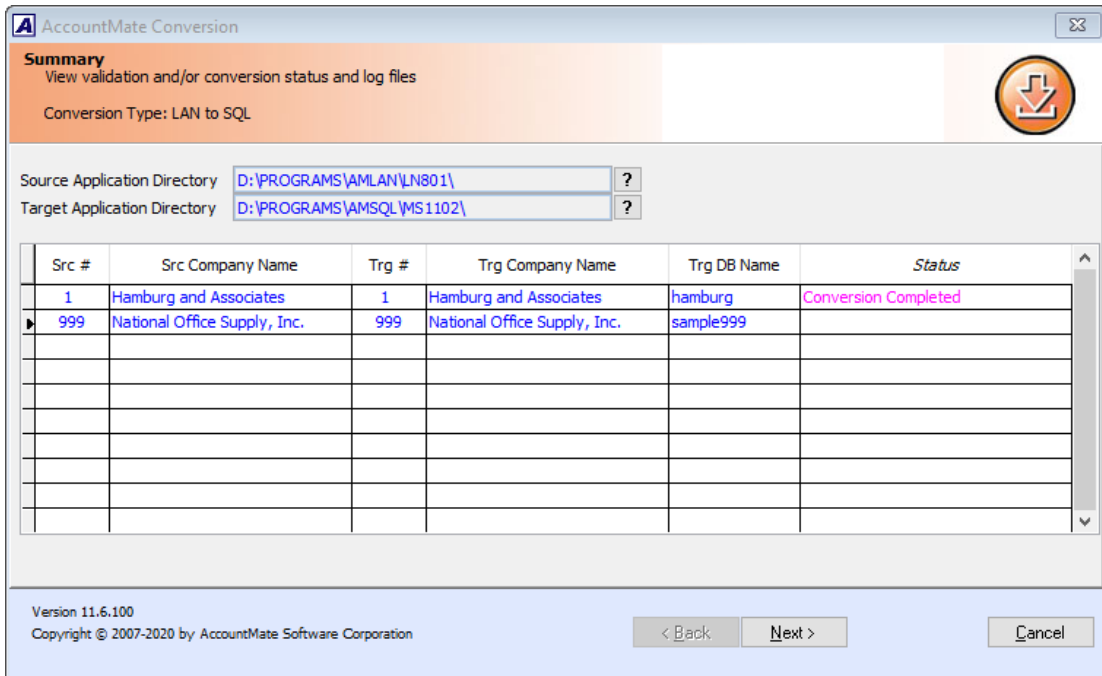 AccountMate Conversion
Summary
View validation and/or conversion status and log files
Conversion Type: LAN to SQL
Source Application Directory D:\PROGRAMS\AMLAN\LN801\ ?
Target Application Directory D:\PROGRAMS\AMSQL\MS1102\ ?
Src # Src Company Name Trg # Trg Company Name Trg DB Name Status
1 Hamburg and Associates 1 Hamburg and Associates hamburg Conversion Completed
999 National Office Supply, Inc. 999 National Office Supply, Inc. sample999
Version 11.6.100
Copyright © 2007-2020 by AccountMate Software Corporation
< Back Next > Cancel